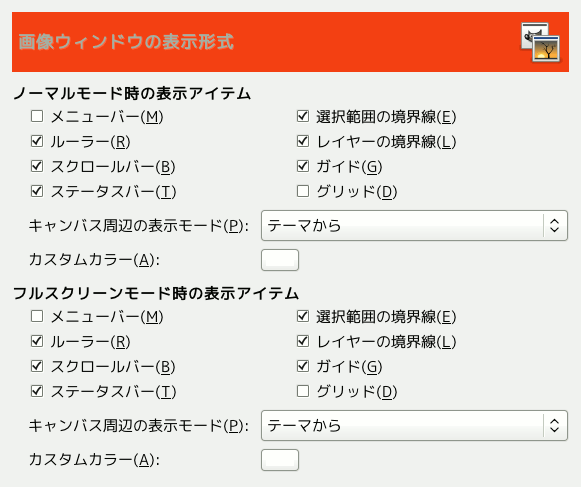 画像ウィンドウの表示形式
ノーマルモード時の表示アイテム
メニューバー(M) 選択範囲の境界線(E)
ルーラー(R) レイヤーの境界線(L)
スクロールバー(B) ガイド(G)
ステータスバー(T) グリッド(D)
キャンバス周辺の表示モード(P): テーマから
カスタムカラー(A):
フルスクリーンモード時の表示アイテム
メニューバー(M) 選択範囲の境界線(E)
ルーラー(R) レイヤーの境界線(L)
スクロールバー(B) ガイド(G)
ステータスバー(T) グリッド(D)
キャンバス周辺の表示モード(P): テーマから
カスタムカラー(A):